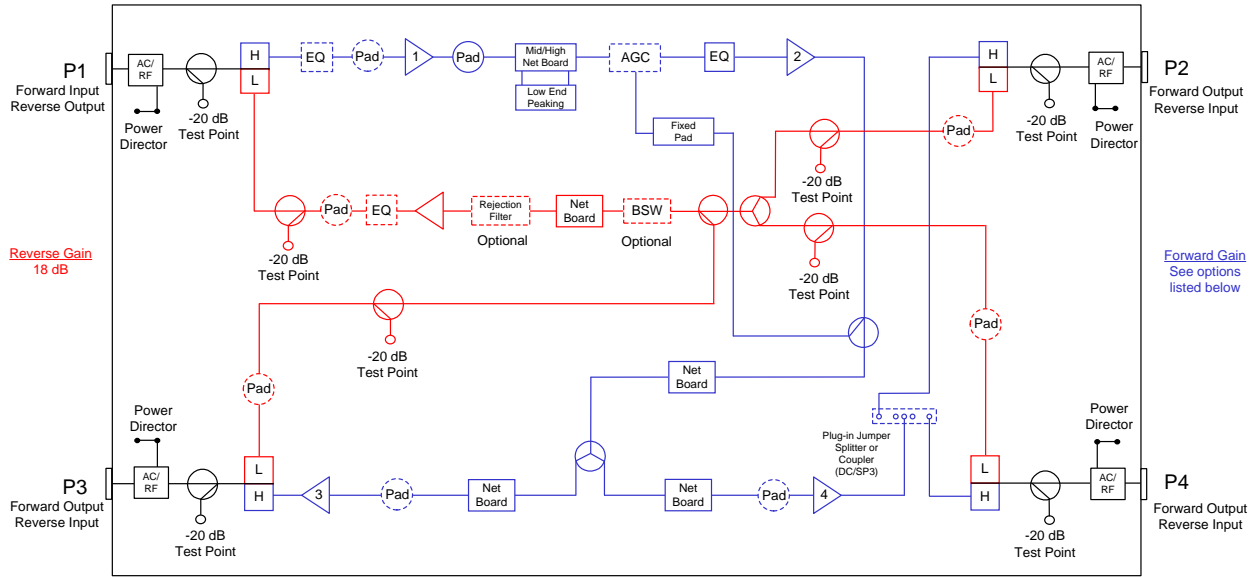 P1
Forward Input
Reverse Output
AC/
RF
Power
Director
-20 dB
Test Point
H
L
EQ
Pad
1
Pad
Mid/High
Net Board
Low End
Peaking
AGC
EQ
2
Fixed
Pad
H
L
Pad
-20 dB
Test Point
-20 dB
Test Point
AC/
RF
Power
Director
P2
Forward Output
Reverse Input
-20 dB
Test Point
Pad
EQ
Rejection
Filter
Optional
Net
Board
BSW
Optional
-20 dB
Test Point
Reverse Gain
18 dB
Forward Gain
See options
listed below
-20 dB
Test Point
Pad
Pad
Net
Board
Plug-in Jumper
Splitter or
Coupler
(DC/SP3)
P3
Forward Output
Reverse Input
Power
Director
AC/
RF
-20 dB
Test Point
L
H
3
Pad
Net
Board
Net
Board
Pad
4
L
H
-20 dB
Test Point
Power
Director
AC/
RF
P4
Forward Output
Reverse Input